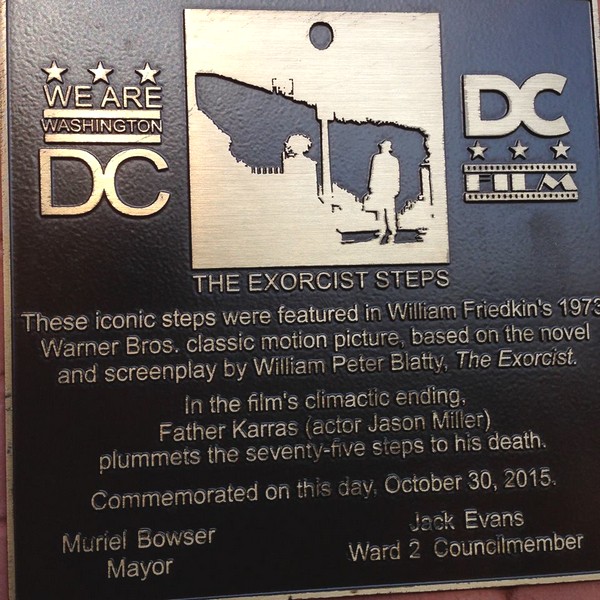 WE ARE
WASHINGTON
DC
DC
FILM
THE EXORCIST STEPS
These iconic steps were featured in William Friedkin's 1973
Warner Bros. classic motion picture, based on the novel
and screenplay by William Peter Blatty, The Exorcist.
In the film's climactic ending,
Father Karras (actor Jason Miller)
plummets the seventy-five steps to his death.
Commemorated on this day, October 30, 2015.
Muriel Bowser
Mayor
Jack Evans
Ward 2 Councilmember